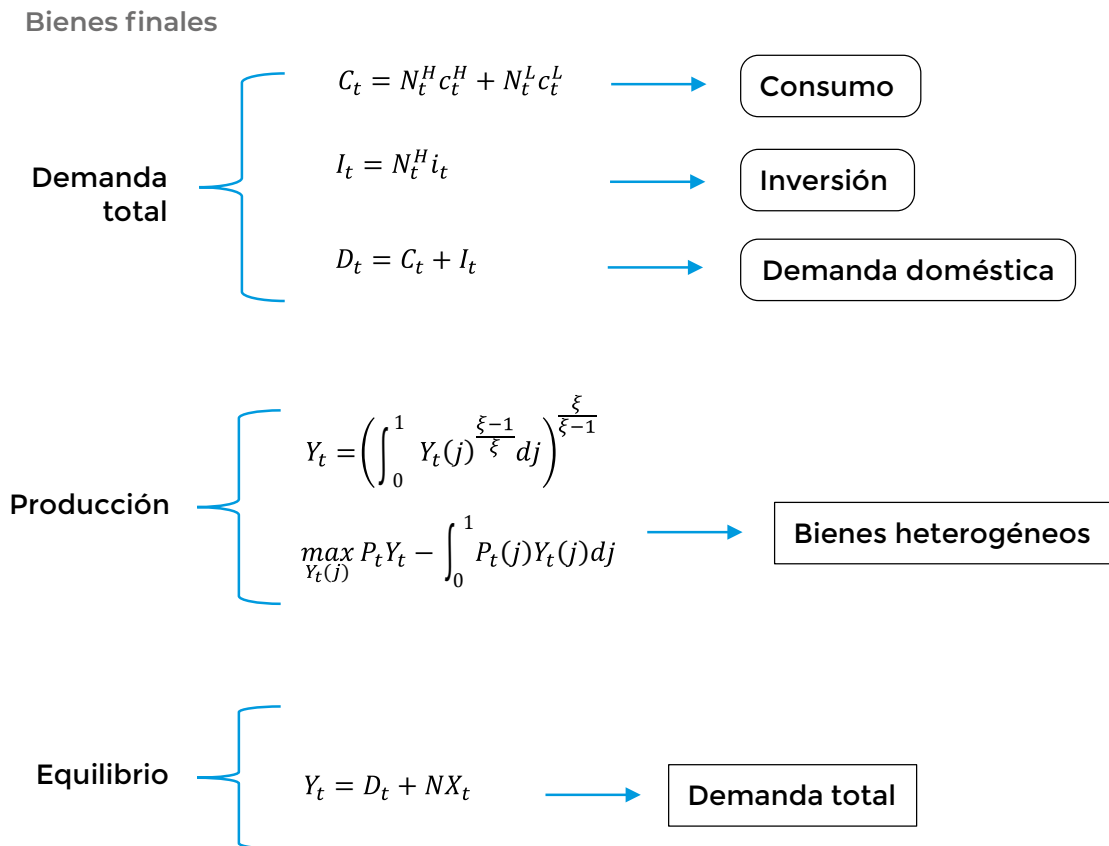 Bienes finales
Demanda total
C_t = N_t^H c_t^H + N_t^L c_t^L
Consumo
I_t = N_t^H i_t
Inversión
D_t = C_t + I_t
Demanda doméstica
Producción
Y_t = (∫_0^1 Y_t(j)^{\frac{ξ-1}{ξ}} dj)^{\frac{ξ}{ξ-1}}
max_{Y_t(j)} P_t Y_t − ∫_0^1 P_t(j)Y_t(j)dj
Bienes heterogéneos
Equilibrio
Y_t = D_t + NX_t
Demanda total